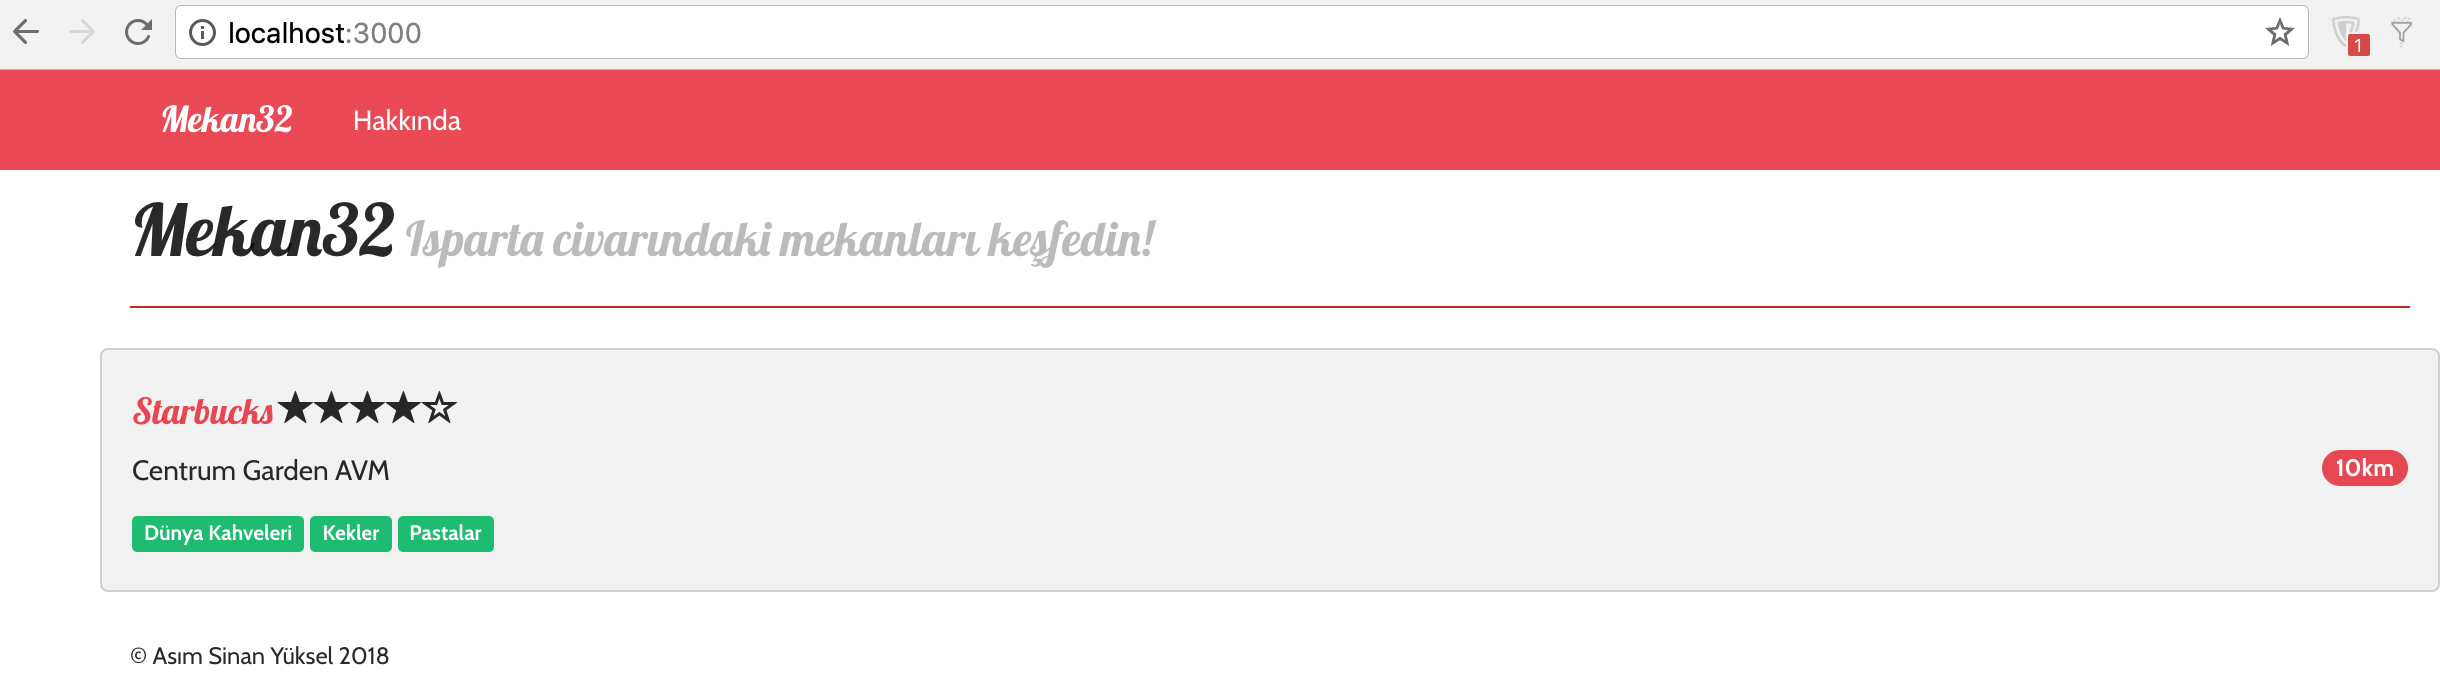 localhost:3000
1
Mekan32 Hakkında
Mekan32 Isparta civarındaki mekanları keşfedin!
Starbucks ★★★★☆
Centrum Garden AVM
10km
Dünya Kahveleri Kekler Pastalar
© Asım Sinan Yüksel 2018